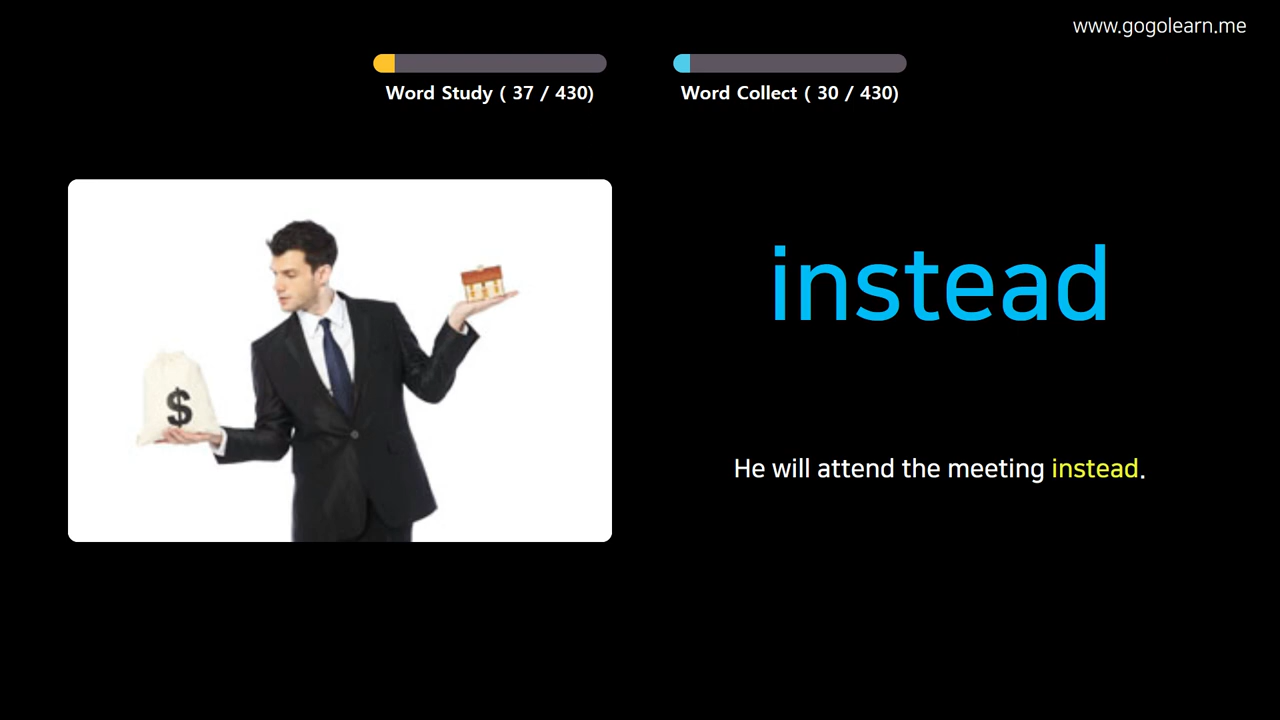 www.gogolearn.me
Word Study ( 37 / 430)
Word Collect ( 30 / 430)
$
instead
He will attend the meeting instead.